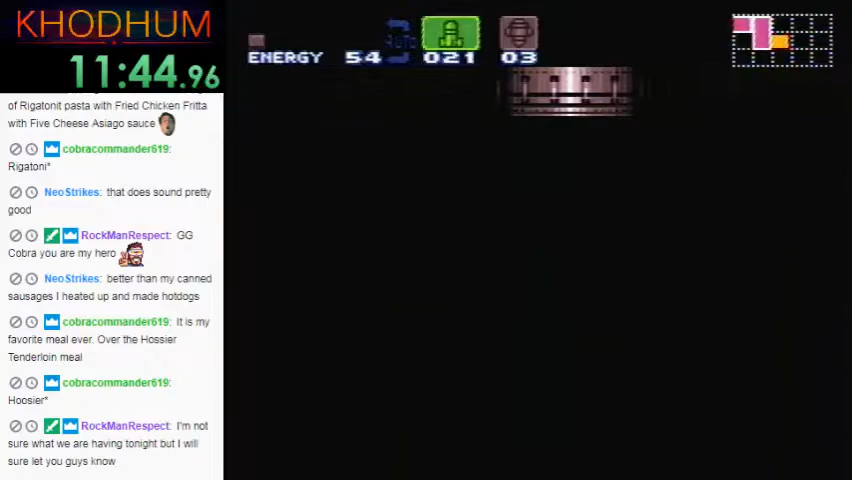 KHODHUM
11:44.96
of Rigatonit pasta with Fried Chicken Fritta
with Five Cheese Asiago sauce
cobracommander619:
Rigatoni*
NeoStrikes: that does sound pretty
good
RockManRespect: GG
Cobra you are my hero
NeoStrikes: better than my canned
sausages I heated up and made hotdogs
cobracommander619: It is my
favorite meal ever. Over the Hossier
Tenderloin meal
cobracommander619:
Hoosier*
RockManRespect: I'm not
sure what we are having tonight but I will
sure let you guys know
AUTO
ENERGY 54 021 03